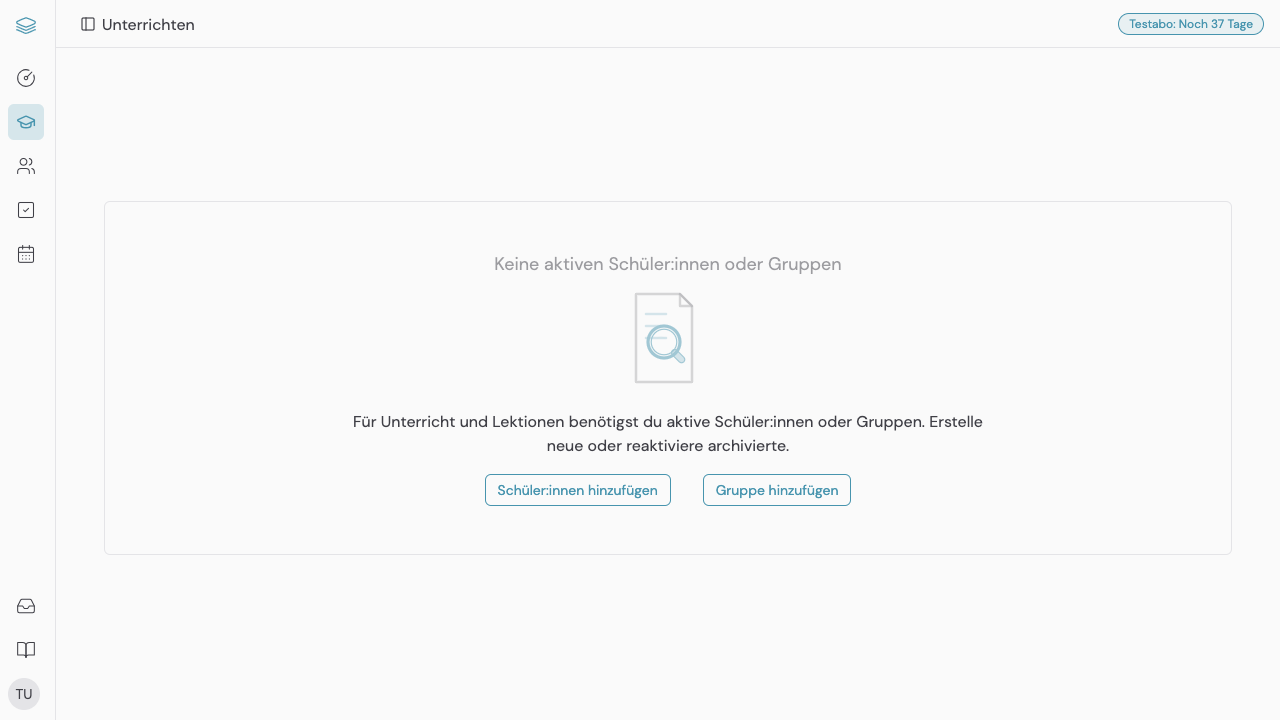 Unterrichten
Testabo: Noch 37 Tage
Keine aktiven Schüler:innen oder Gruppen
Für Unterricht und Lektionen benötigst du aktive Schüler:innen oder Gruppen. Erstelle
neue oder reaktiviere archivierte.
Schüler:innen hinzufügen
Gruppe hinzufügen
TU